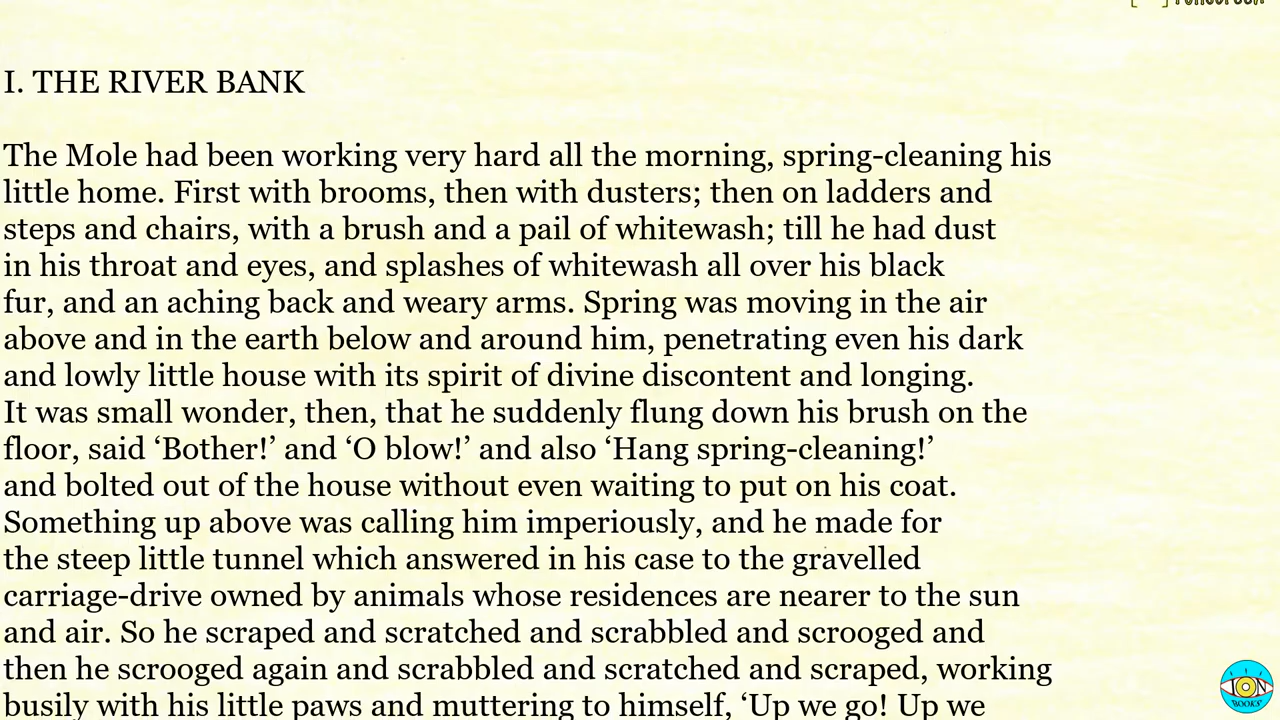 I. THE RIVER BANK
The Mole had been working very hard all the morning, spring-cleaning his
little home. First with brooms, then with dusters; then on ladders and
steps and chairs, with a brush and a pail of whitewash; till he had dust
in his throat and eyes, and splashes of whitewash all over his black
fur, and an aching back and weary arms. Spring was moving in the air
above and in the earth below and around him, penetrating even his dark
and lowly little house with its spirit of divine discontent and longing.
It was small wonder, then, that he suddenly flung down his brush on the
floor, said ‘Bother!’ and ‘O blow!’ and also ‘Hang spring-cleaning!’
and bolted out of the house without even waiting to put on his coat.
Something up above was calling him imperiously, and he made for
the steep little tunnel which answered in his case to the gravelled
carriage-drive owned by animals whose residences are nearer to the sun
and air. So he scraped and scratched and scrabbled and scrooged and
then he scrooged again and scrabbled and scratched and scraped, working
busily with his little paws and muttering to himself, ‘Up we go! Up we
ION
BOOKS